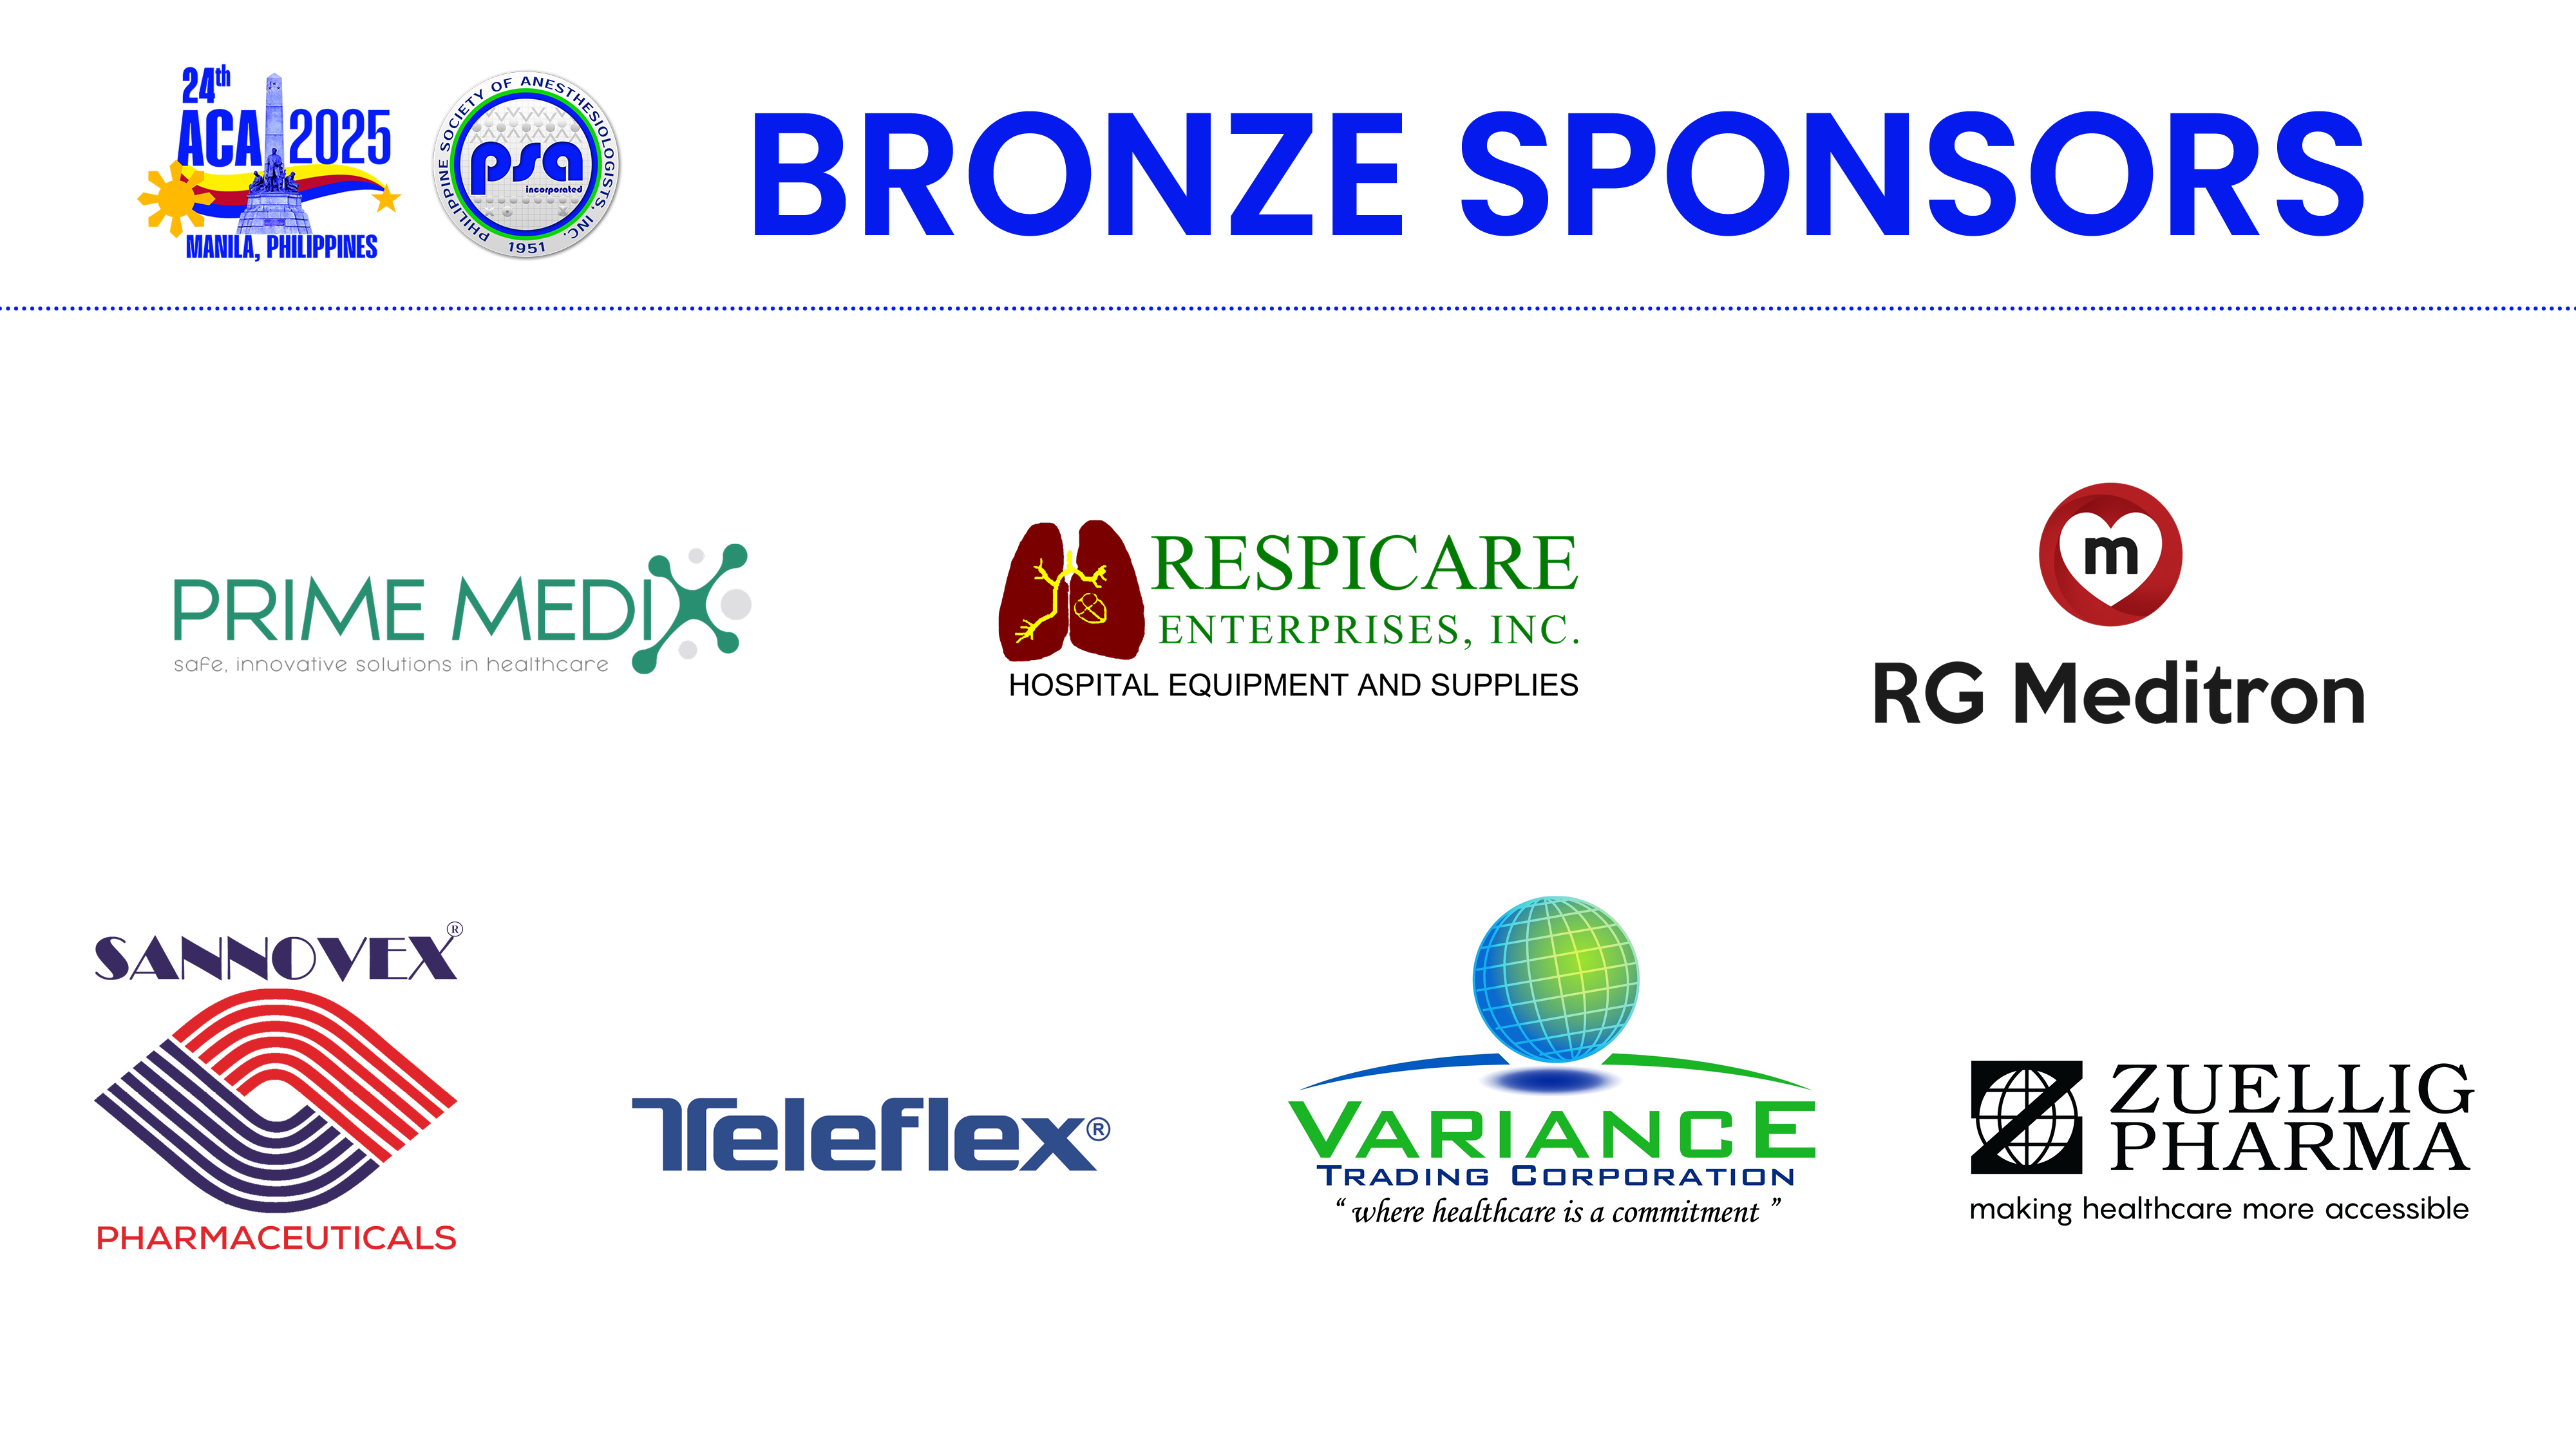 24th
ACA 2025
MANILA, PHILIPPINES
PHILIPPINE SOCIETY OF ANESTHESIOLOGISTS, INC.
psa
incorporated
1951
BRONZE SPONSORS
PRIME MEDIX
safe, innovative solutions in healthcare
RESPICARE
ENTERPRISES, INC.
HOSPITAL EQUIPMENT AND SUPPLIES
m
RG Meditron
SANNOVEX®
PHARMACEUTICALS
Teleflex®
VARIANCE
TRADING CORPORATION
“ where healthcare is a commitment ”
Z
ZUELLIG
PHARMA
making healthcare more accessible